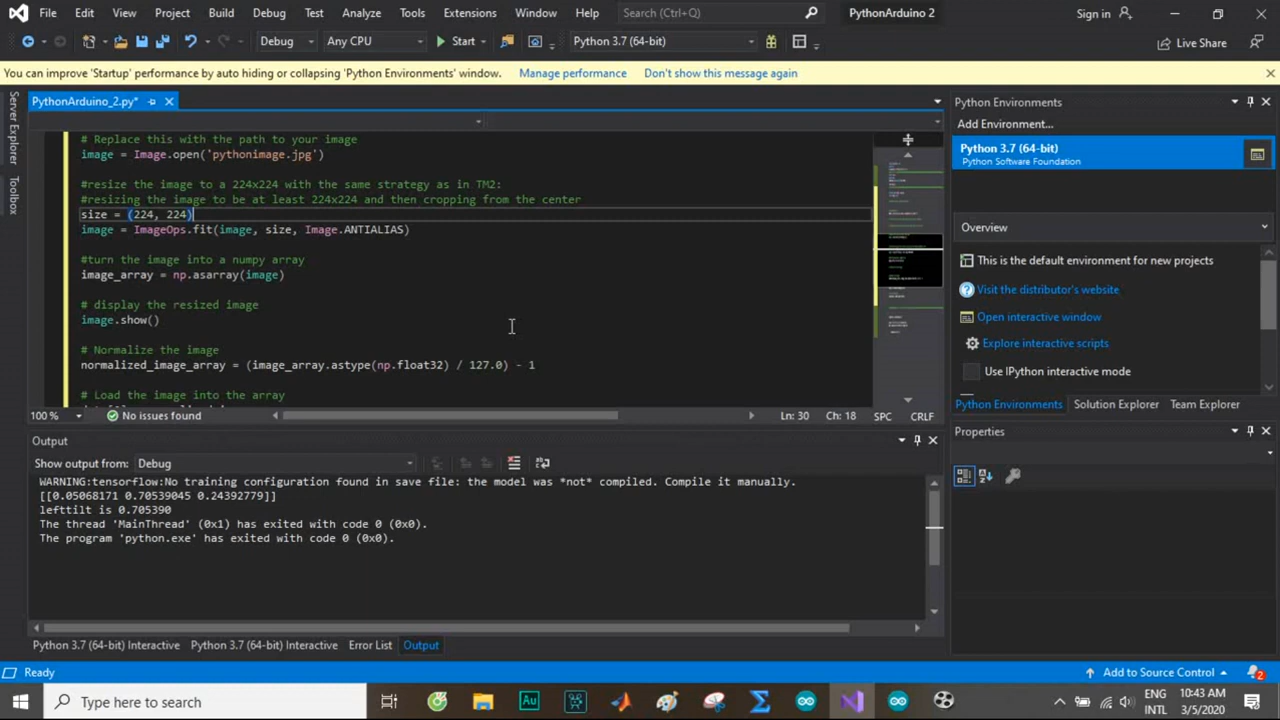 File Edit View Project Build Debug Test Analyze Tools Extensions Window Help Search (Ctrl+Q) PythonArduino 2 Sign in
Debug Any CPU Start Python 3.7 (64-bit) Live Share
You can improve 'Startup' performance by auto hiding or collapsing 'Python Environments' window. Manage performance Don't show this message again
Server Explorer
Toolbox
PythonArduino_2.py*
# Replace this with the path to your image
image = Image.open('pythonimage.jpg')
#resize the image to a 224x224 with the same strategy as in TM2:
#resizing the image to be at least 224x224 and then cropping from the center
size = (224, 224)
image = ImageOps.fit(image, size, Image.ANTIALIAS)
#turn the image into a numpy array
image_array = np.asarray(image)
# display the resized image
image.show()
# Normalize the image
normalized_image_array = (image_array.astype(np.float32) / 127.0) - 1
# Load the image into the array
100 % No issues found Ln: 30 Ch: 18 SPC CRLF
Output
Show output from: Debug
WARNING:tensorflow:No training configuration found in save file: the model was *not* compiled. Compile it manually.
[[0.05068171 0.70539045 0.24392779]]
lefttilt is 0.705390
The thread 'MainThread' (0x1) has exited with code 0 (0x0).
The program 'python.exe' has exited with code 0 (0x0).
Python 3.7 (64-bit) Interactive Python 3.7 (64-bit) Interactive Error List Output
Python Environments
Add Environment...
Python 3.7 (64-bit)
Python Software Foundation
Overview
This is the default environment for new projects
Visit the distributor's website
Open interactive window
Explore interactive scripts
Use IPython interactive mode
Python Environments Solution Explorer Team Explorer
Properties
Ready Add to Source Control 2
Type here to search
ENG
INTL
10:43 AM
3/5/2020